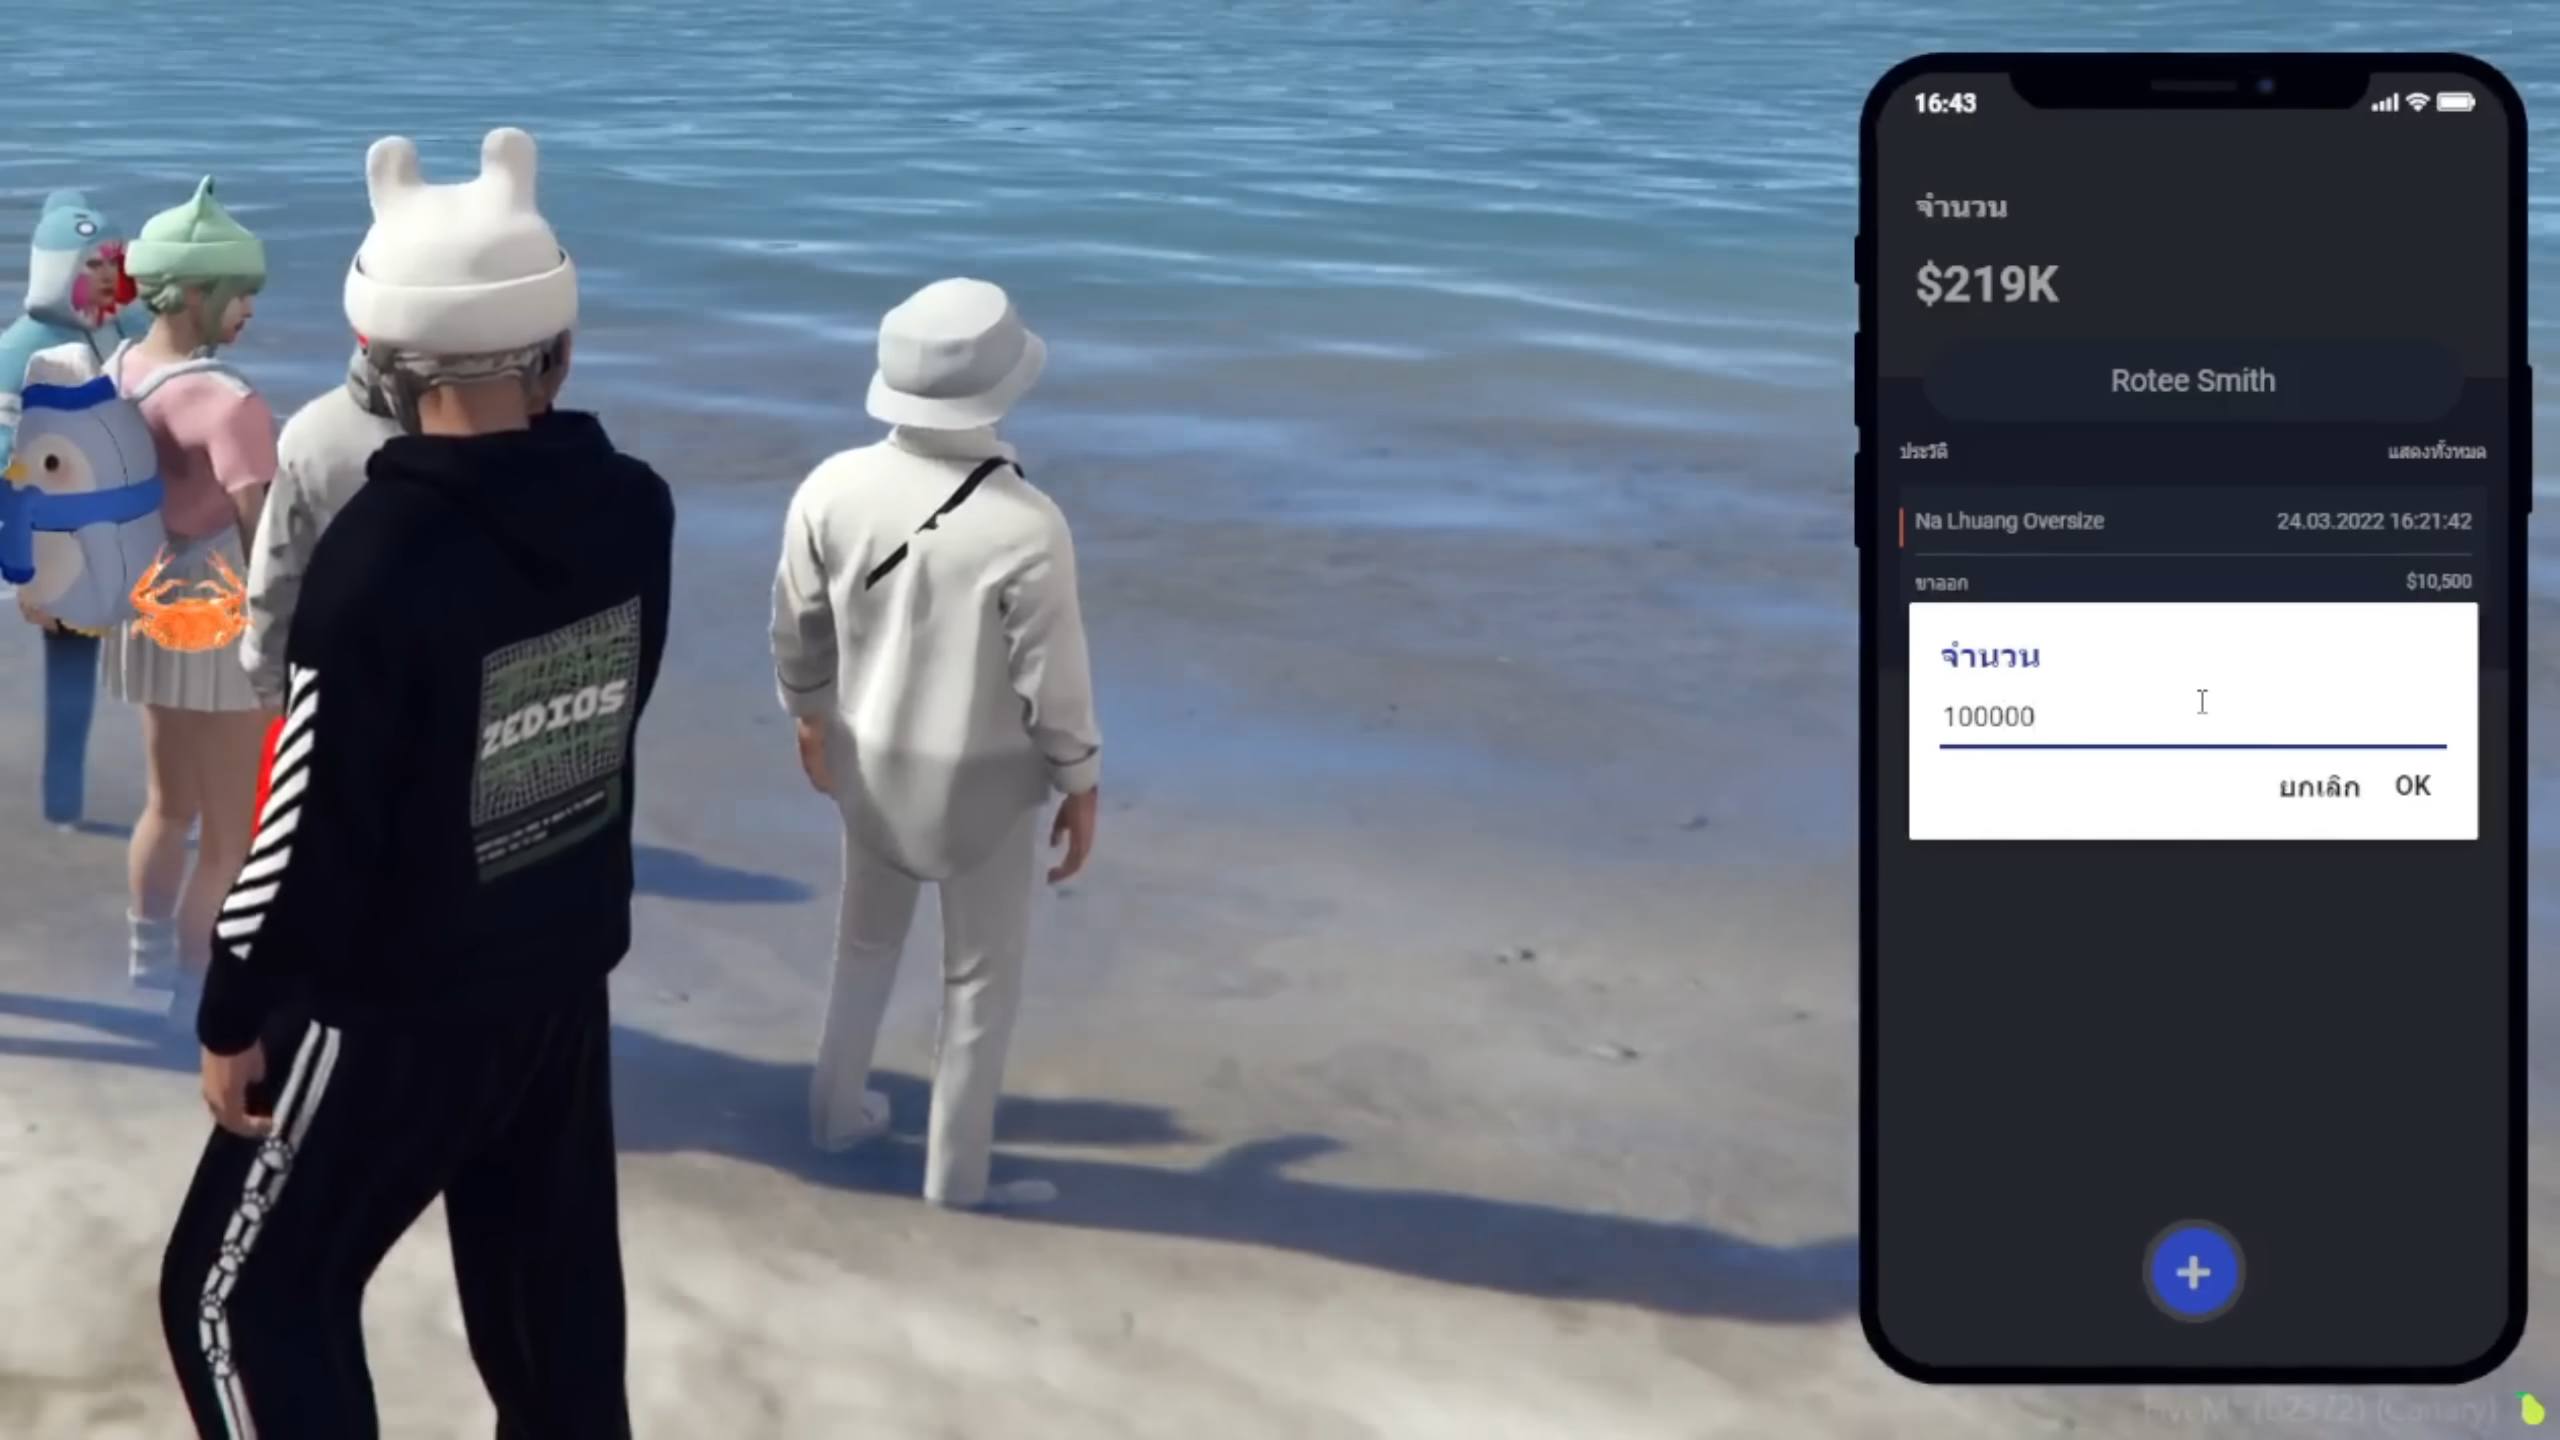 16:43
จำนวน
$219K
Rotee Smith
ประวัติ
แสดงทั้งหมด
Na Lhuang Oversize
24.03.2022 16:21:42
ขาออก
$10,500
จำนวน
100000
ยกเลิก
OK
ZEDIOS
(Canary)